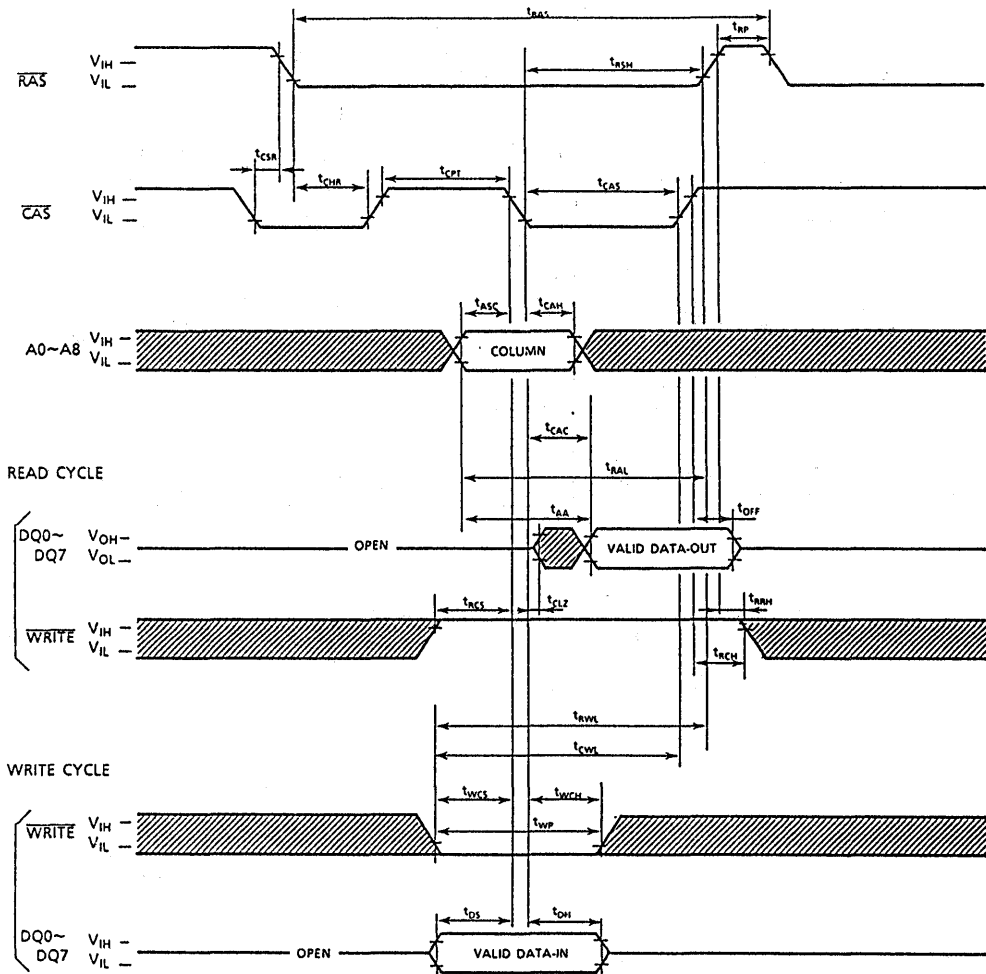 tRAS
tRP
VIH
RAS
VIL
tRSH
tCSR
tCHR
tCPT
tCAS
VIH
CAS
VIL
tASC
tCAH
A0~A8
VIH
VIL
COLUMN
tCAC
tRAL
READ CYCLE
tAA
tOFF
DQ0~
DQ7
VOH
VOL
OPEN
VALID DATA-OUT
tRCS
tCLZ
tRRH
WRITE
VIH
VIL
tRCH
tRWL
tCWL
WRITE CYCLE
tWCS
tWCH
WRITE
VIH
VIL
tWP
tDS
tDH
DQ0~
DQ7
VIH
VIL
OPEN
VALID DATA-IN